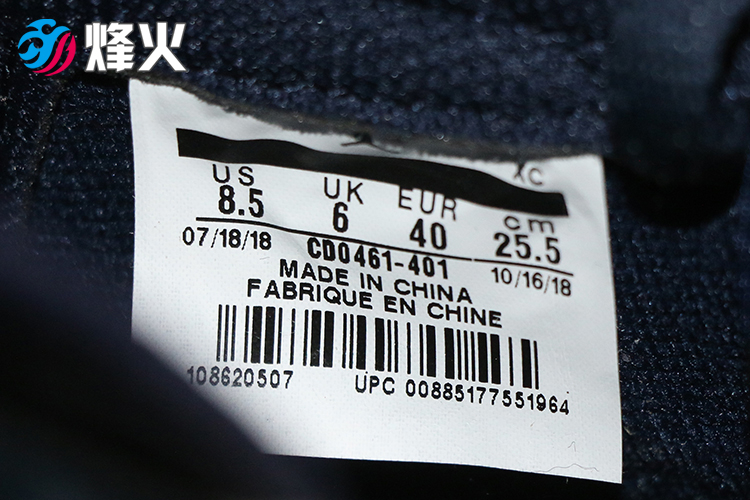 烽火
XC
US UK EUR cm
8.5 6 40 25.5
07/18/18 CD0461-401 10/16/18
MADE IN CHINA
FABRIQUE EN CHINE
108620507 UPC 00885177551964